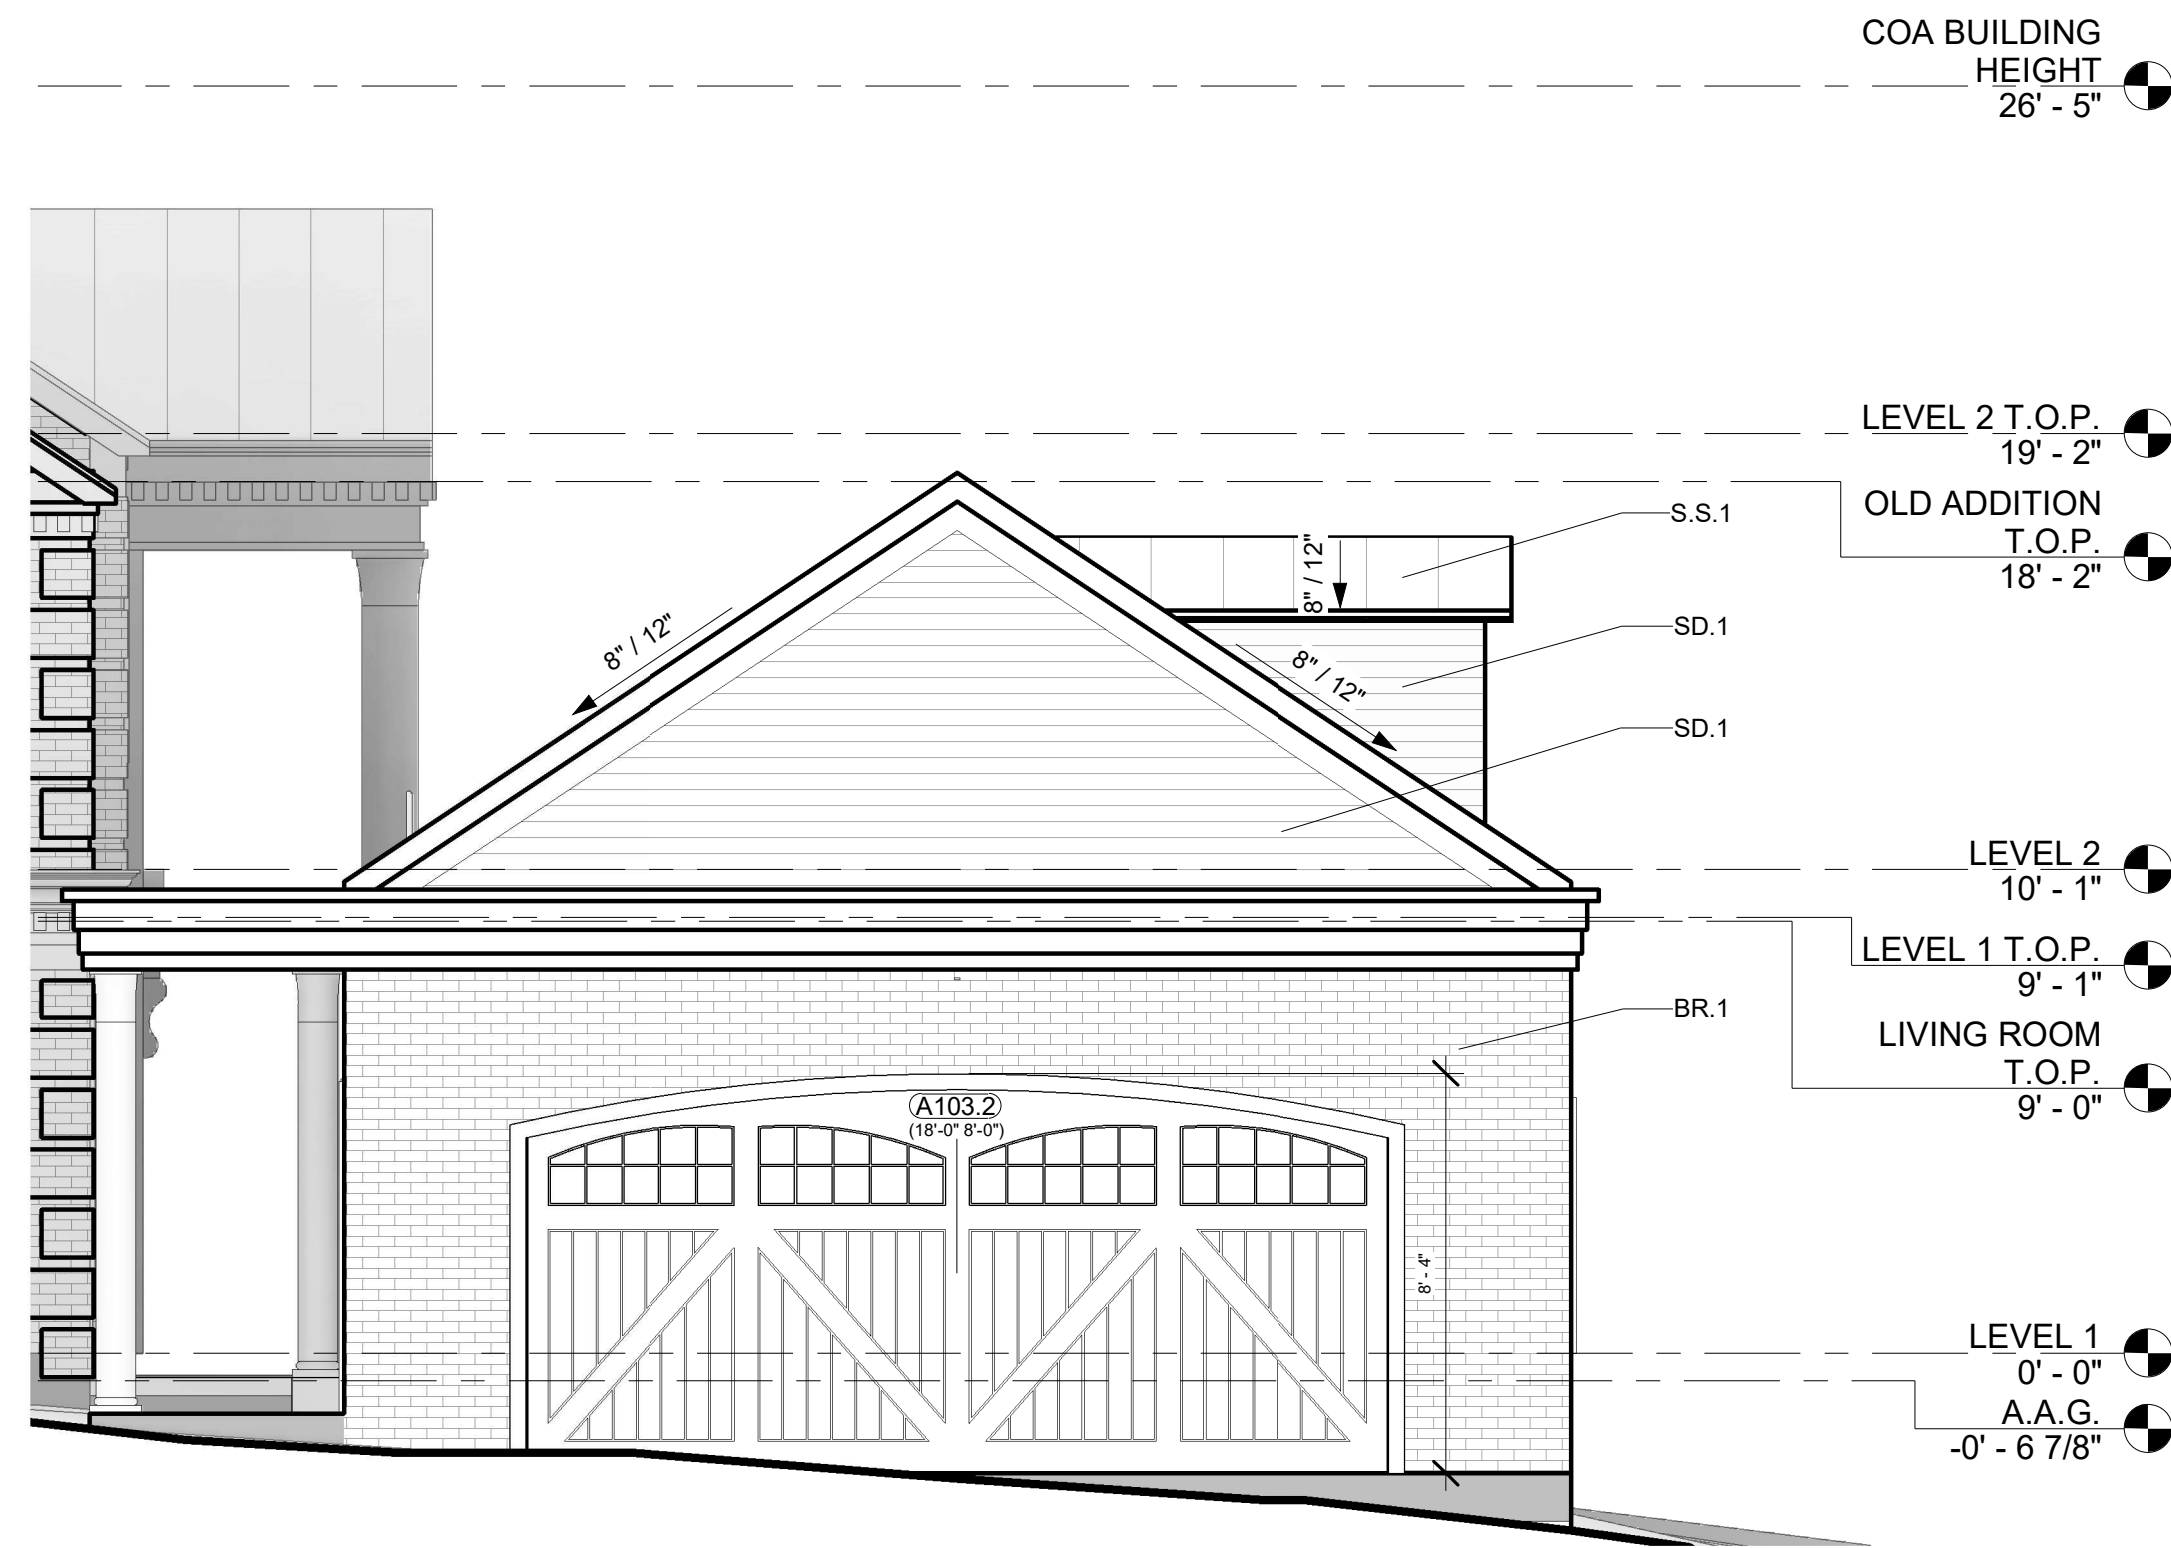 COA BUILDING
HEIGHT
26' - 5"
LEVEL 2 T.O.P.
19' - 2"
OLD ADDITION
T.O.P.
18' - 2"
S.S.1
8" / 12"
SD.1
8" / 12"
8" / 12"
SD.1
LEVEL 2
10' - 1"
LEVEL 1 T.O.P.
9' - 1"
BR.1
LIVING ROOM
T.O.P.
9' - 0"
A103.2
(18'-0" 8'-0")
8' - 4"
LEVEL 1
0' - 0"
A.A.G.
-0' - 6 7/8"